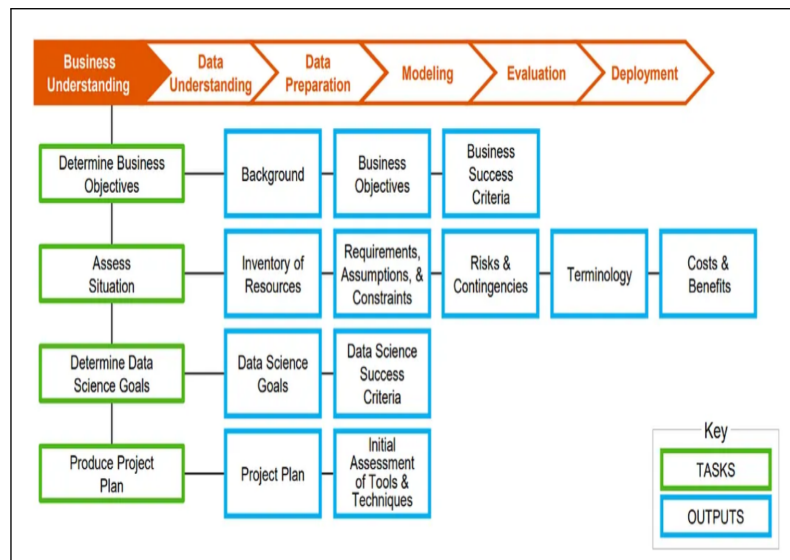 Business
Understanding
Data
Understanding
Data
Preparation
Modeling
Evaluation
Deployment
Determine Business
Objectives
Background
Business
Objectives
Business
Success
Criteria
Assess
Situation
Inventory of
Resources
Requirements,
Assumptions, &
Constraints
Risks &
Contingencies
Terminology
Costs &
Benefits
Determine Data
Science Goals
Data Science
Goals
Data Science
Success
Criteria
Produce Project
Plan
Project Plan
Initial
Assessment
of Tools &
Techniques
Key
TASKS
OUTPUTS